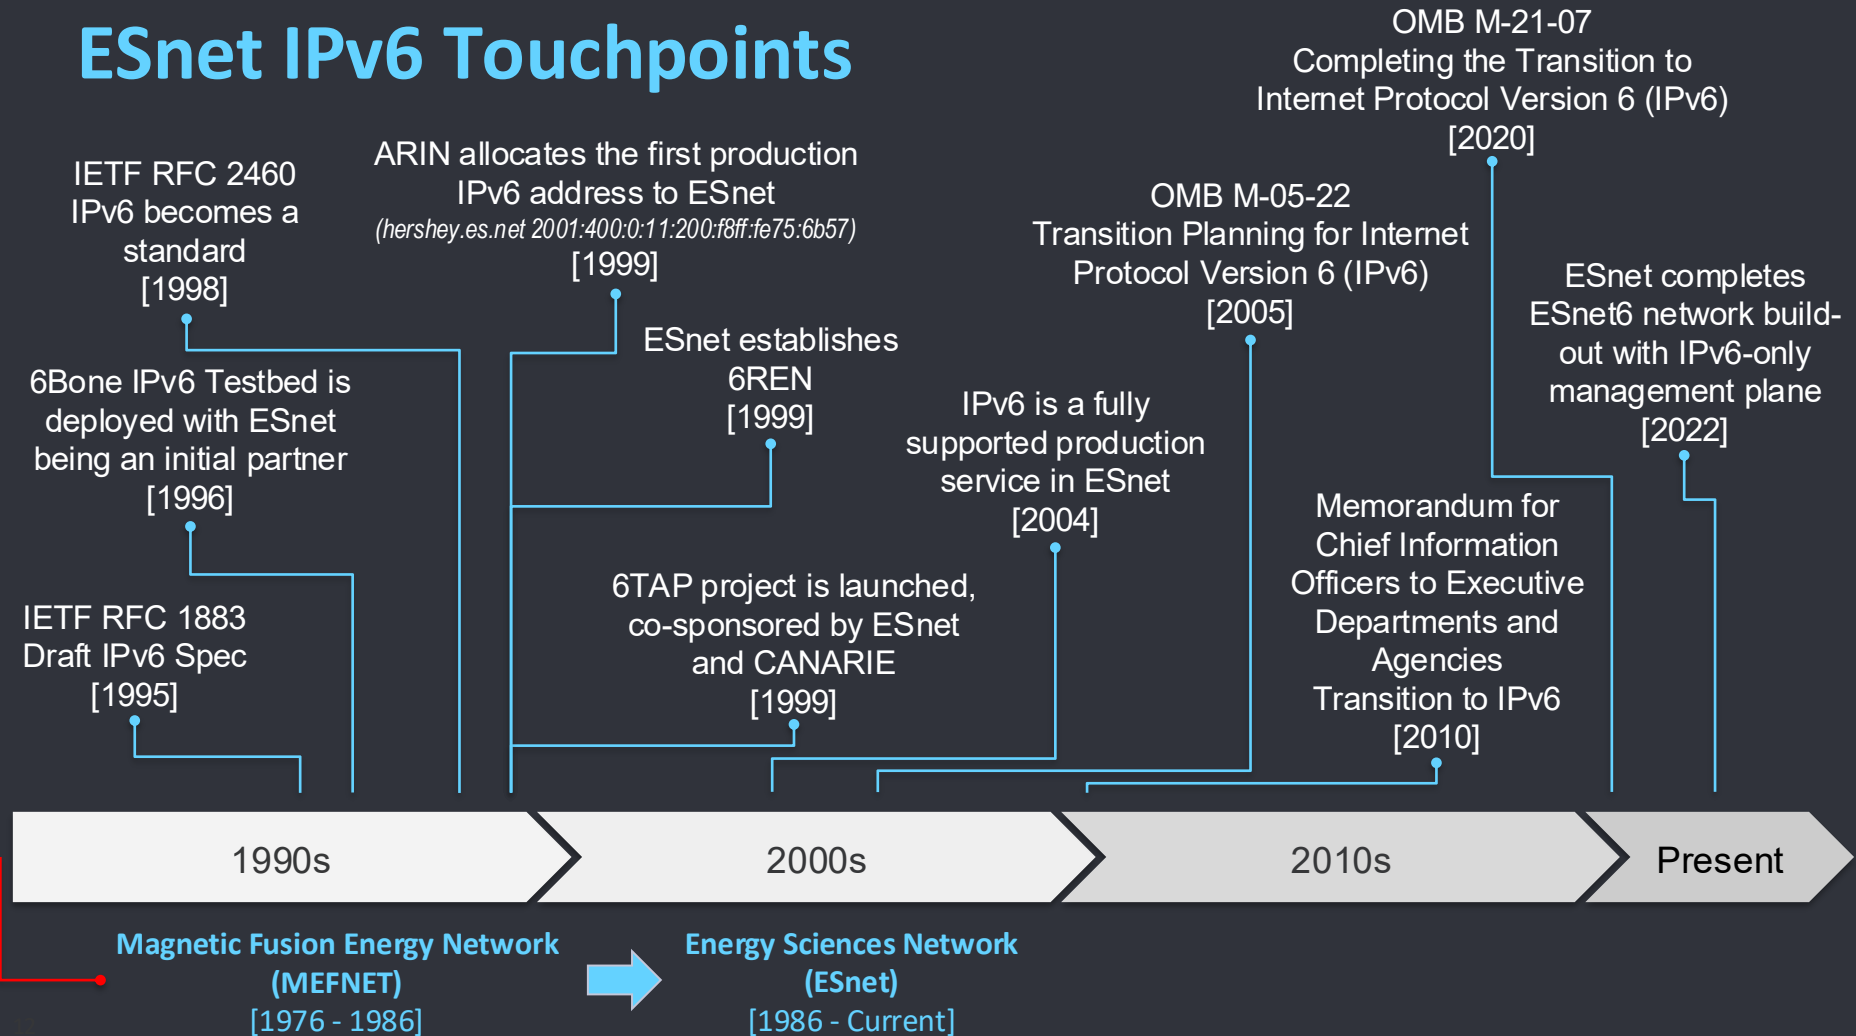 ESnet IPv6 Touchpoints
IETF RFC 2460
IPv6 becomes a
standard
[1998]
ARIN allocates the first production
IPv6 address to ESnet
(hershey.es.net 2001:400:0:11:200:f8ff:fe75:6b57)
[1999]
OMB M-21-07
Completing the Transition to
Internet Protocol Version 6 (IPv6)
[2020]
OMB M-05-22
Transition Planning for Internet
Protocol Version 6 (IPv6)
[2005]
ESnet completes
ESnet6 network build-
out with IPv6-only
management plane
[2022]
6Bone IPv6 Testbed is
deployed with ESnet
being an initial partner
[1996]
ESnet establishes
6REN
[1999]
IPv6 is a fully
supported production
service in ESnet
[2004]
Memorandum for
Chief Information
Officers to Executive
Departments and
Agencies
Transition to IPv6
[2010]
IETF RFC 1883
Draft IPv6 Spec
[1995]
6TAP project is launched,
co-sponsored by ESnet
and CANARIE
[1999]
1990s
2000s
2010s
Present
Magnetic Fusion Energy Network
(MEFNET)
[1976 - 1986]
Energy Sciences Network
(ESnet)
[1986 - Current]